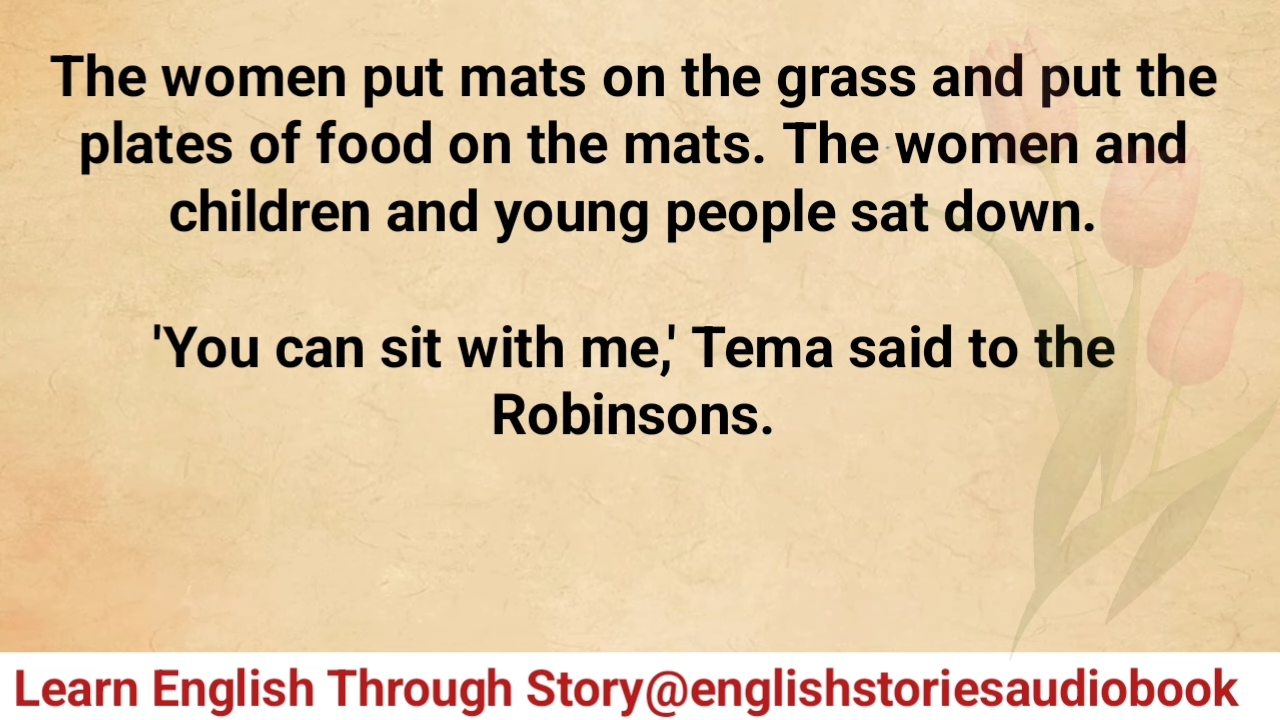 The women put mats on the grass and put the
plates of food on the mats. The women and
children and young people sat down.
'You can sit with me,' Tema said to the
Robinsons.
Learn English Through Story@englishstoriesaudiobook